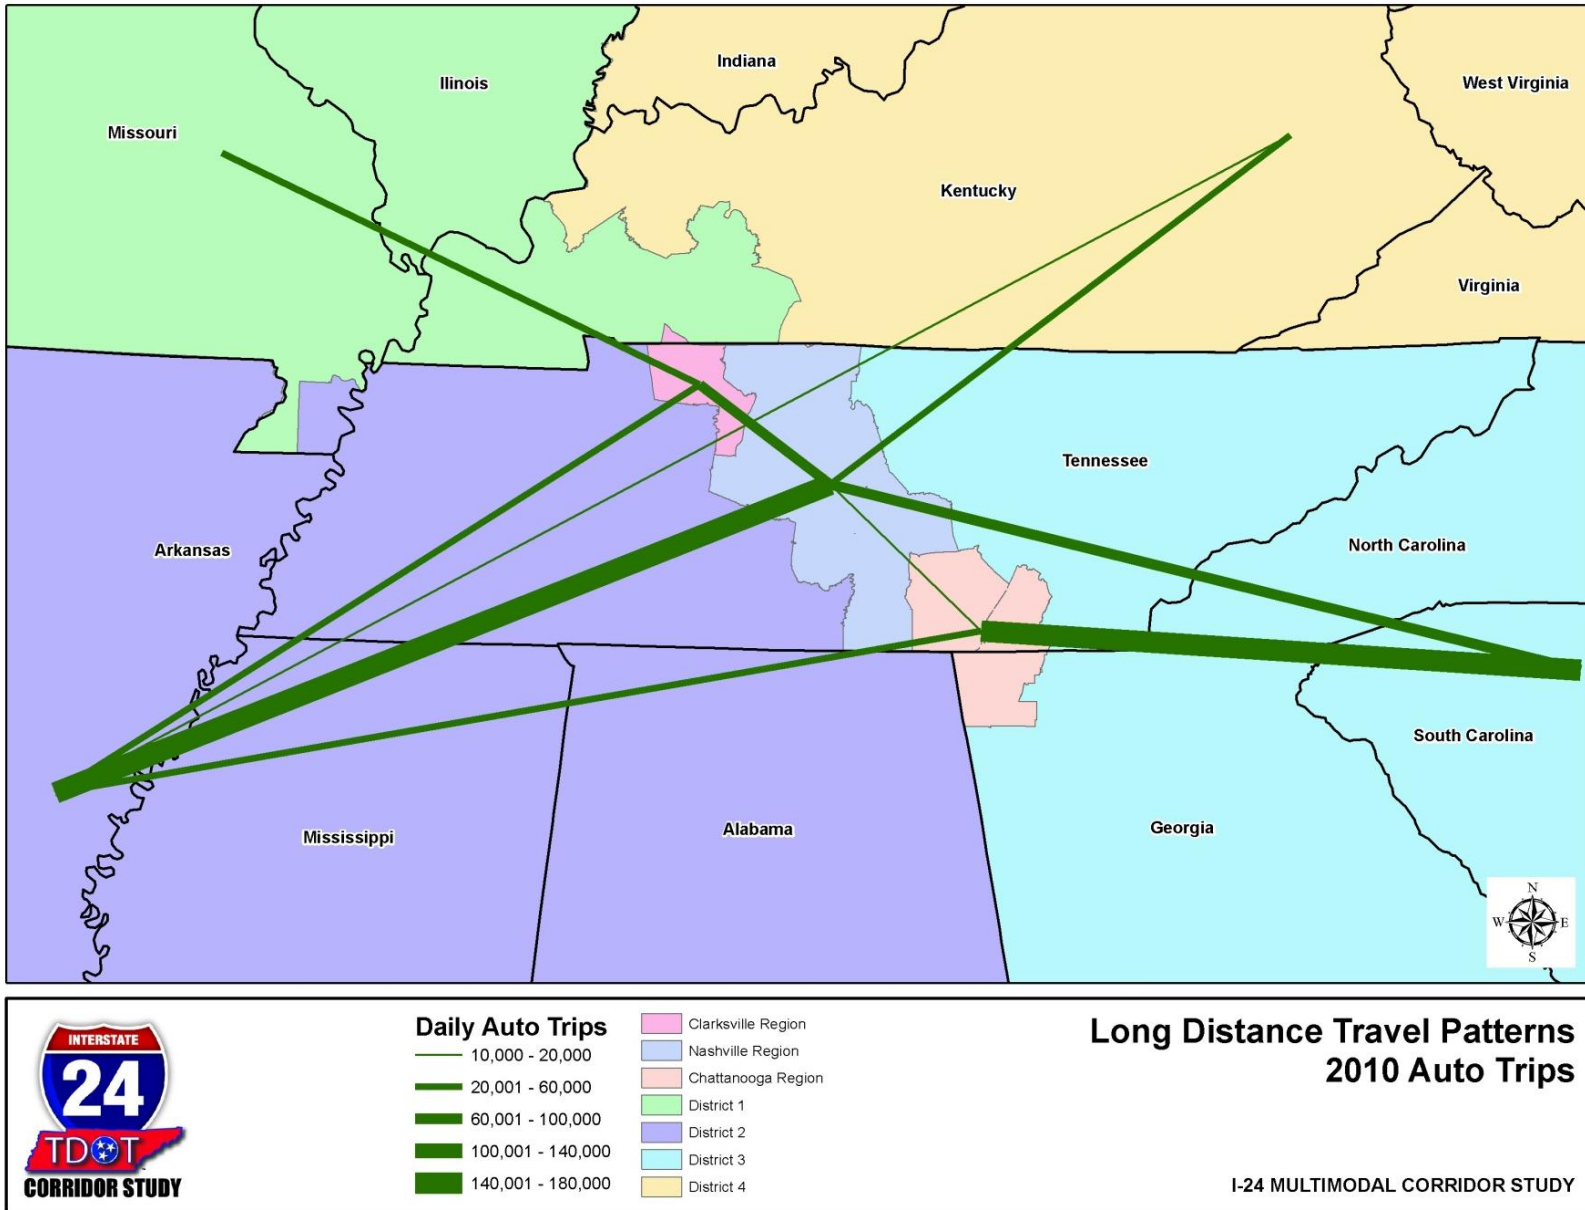 Indiana
West Virginia
Ilinois
Missouri
Kentucky
Virginia
Tennessee
North Carolina
Arkansas
South Carolina
Mississippi
Alabama
Georgia
N
W
E
S
INTERSTATE
24
TDOT
CORRIDOR STUDY
Daily Auto Trips
10,000 - 20,000
20,001 - 60,000
60,001 - 100,000
100,001 - 140,000
140,001 - 180,000
Clarksville Region
Nashville Region
Chattanooga Region
District 1
District 2
District 3
District 4
Long Distance Travel Patterns
2010 Auto Trips
I-24 MULTIMODAL CORRIDOR STUDY